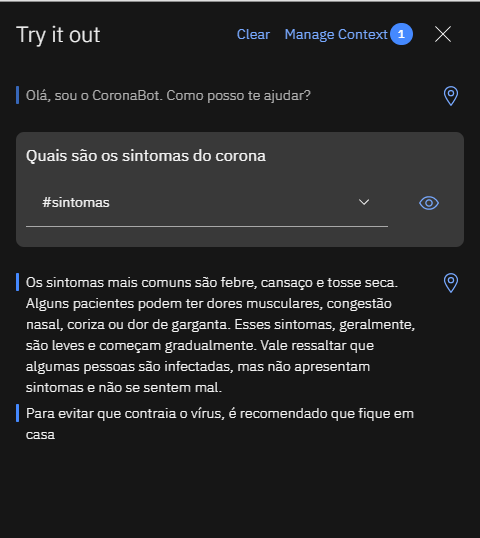 Try it out
Clear
Manage Context 1
Olá, sou o CoronaBot. Como posso te ajudar?
Quais são os sintomas do corona
#sintomas
Os sintomas mais comuns são febre, cansaço e tosse seca.
Alguns pacientes podem ter dores musculares, congestão
nasal, coriza ou dor de garganta. Esses sintomas, geralmente,
são leves e começam gradualmente. Vale ressaltar que
algumas pessoas são infectadas, mas não apresentam
sintomas e não se sentem mal.
Para evitar que contraia o vírus, é recomendado que fique em
casa